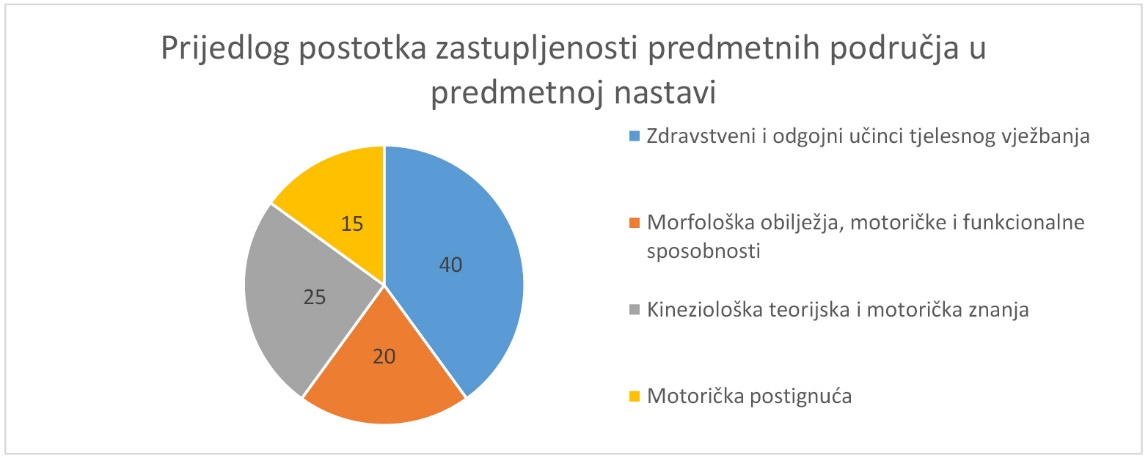 Prijedlog postotka zastupljenosti predmetnih područja u
predmetnoj nastavi
40
20
25
15
Zdravstveni i odgojni učinci tjelesnog vježbanja
Morfološka obilježja, motoričke i funkcionalne
sposobnosti
Kineziološka teorijska i motorička znanja
Motorička postignuća